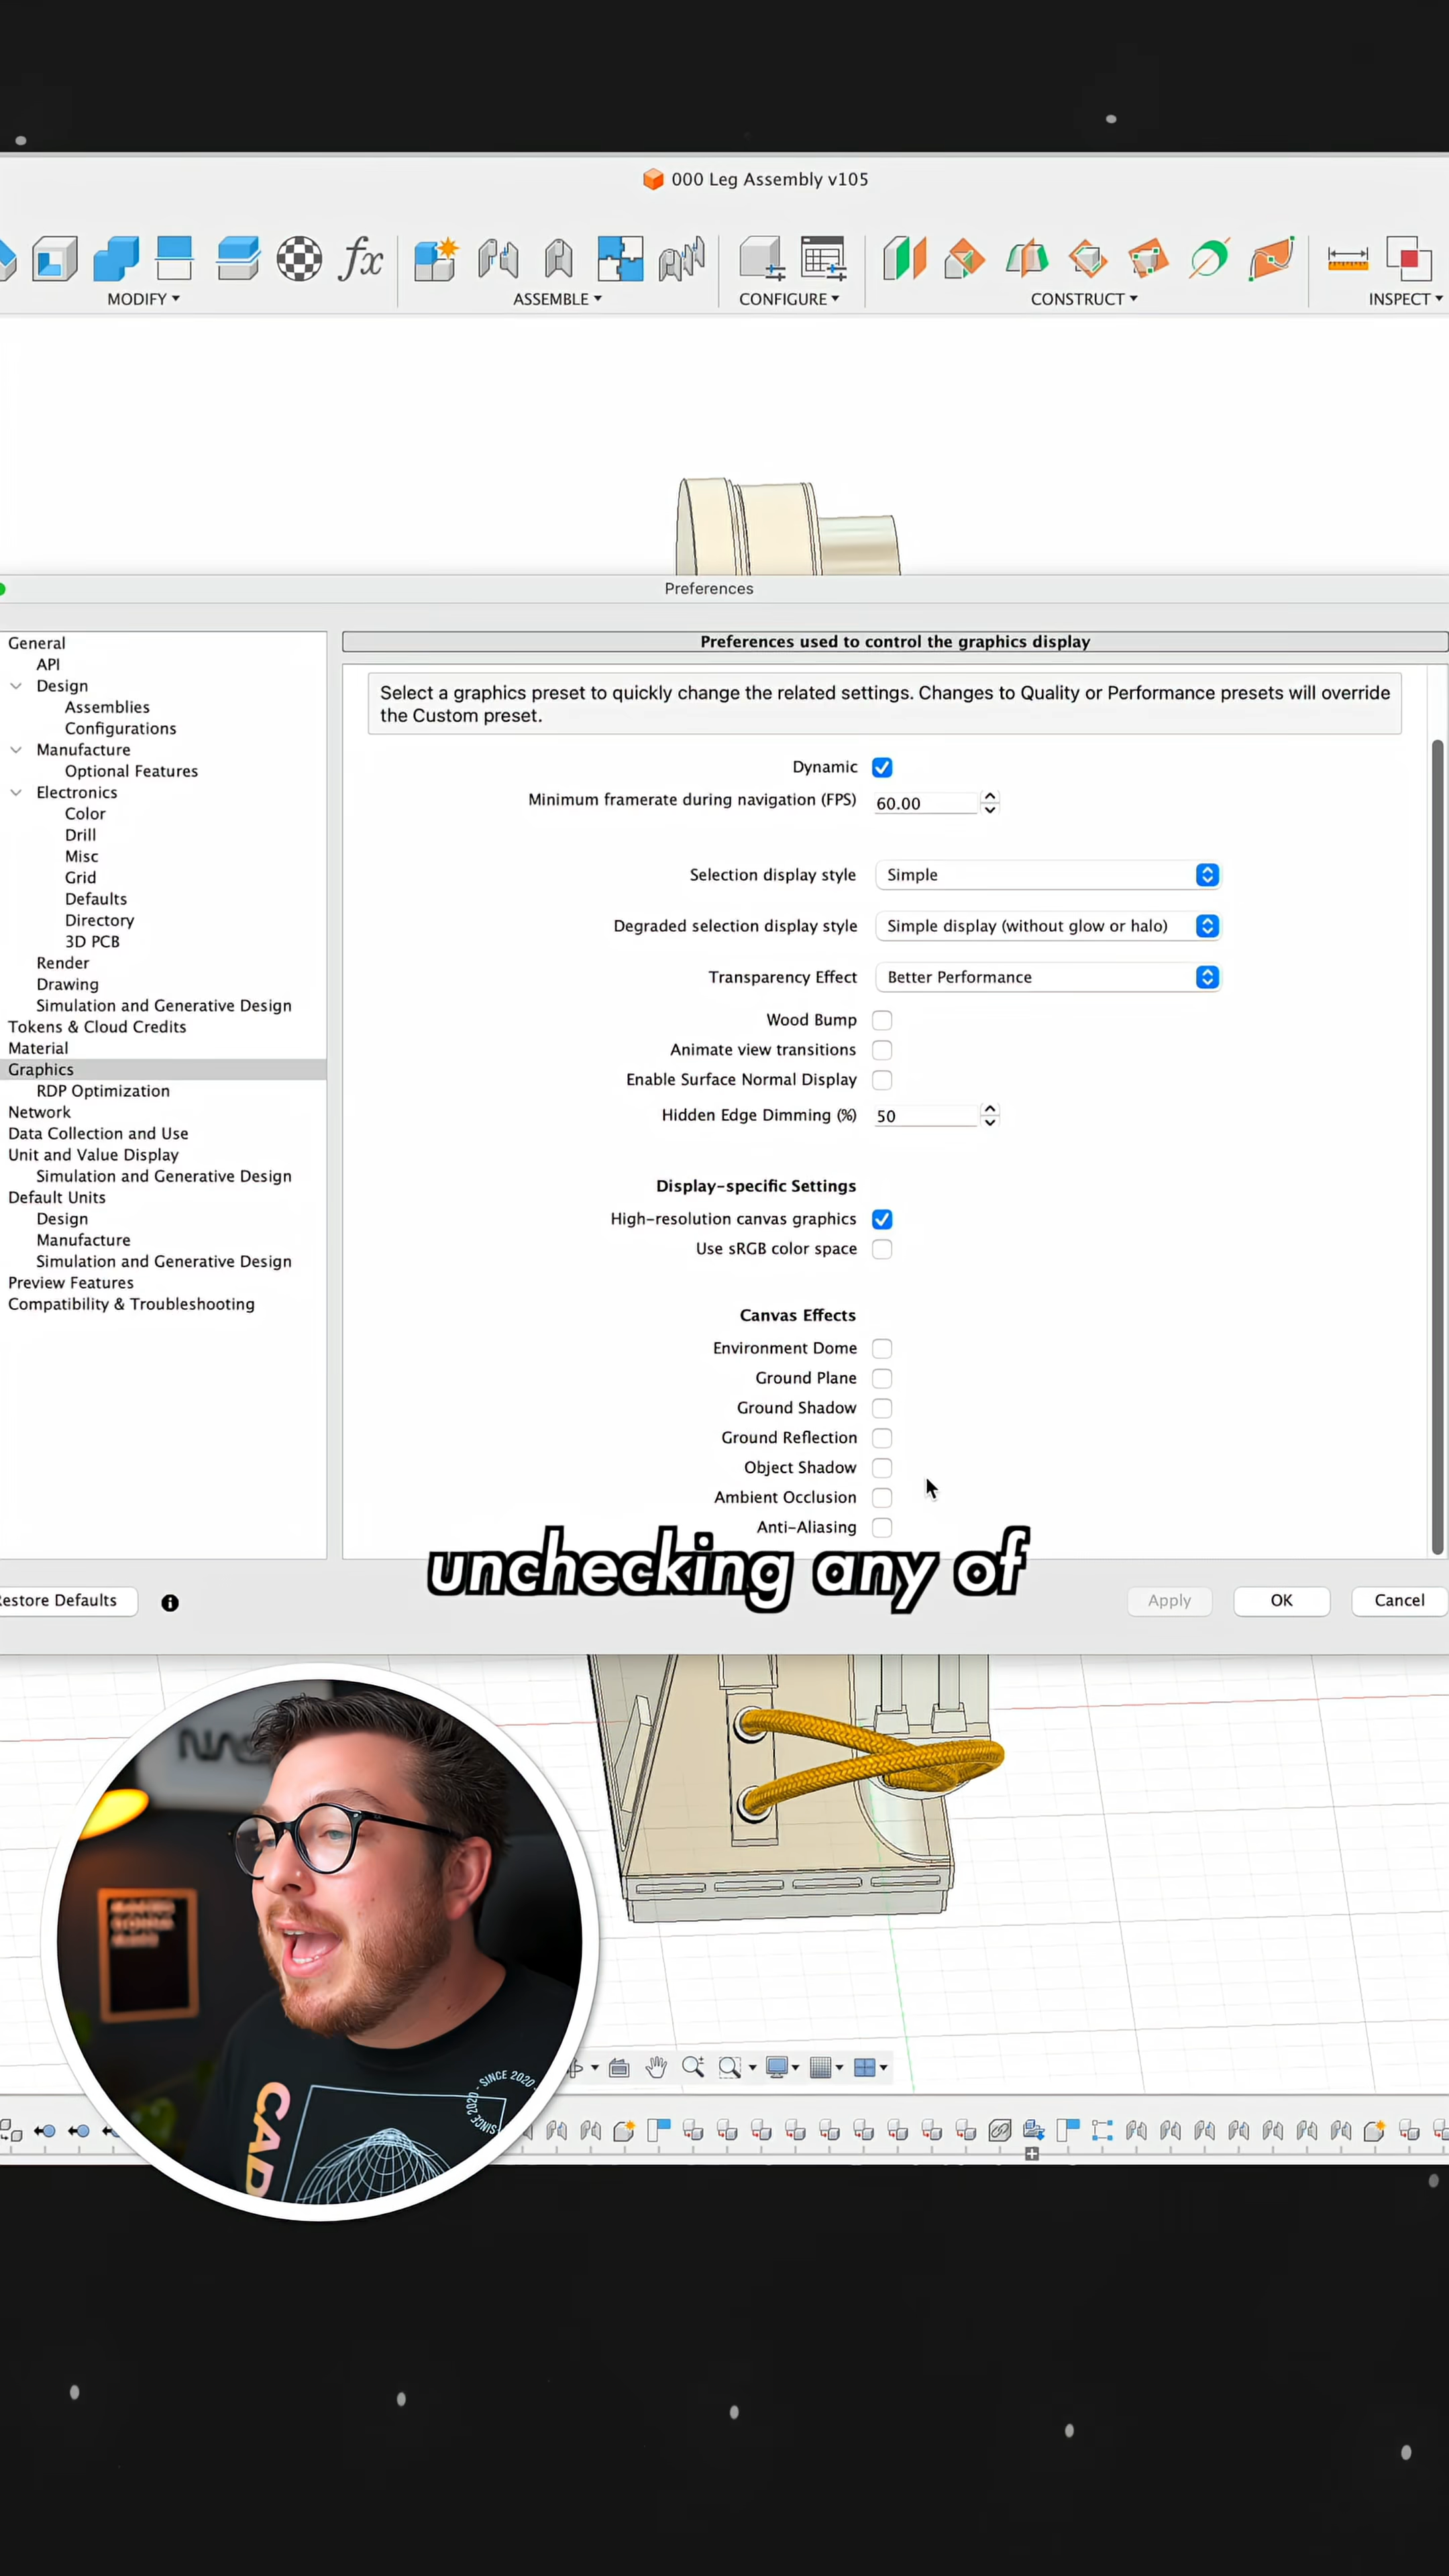 000 Leg Assembly v105
fx
MODIFY
ASSEMBLE
CONFIGURE
CONSTRUCT
INSPECT
Preferences
General
API
Design
Assemblies
Configurations
Manufacture
Optional Features
Electronics
Color
Drill
Misc
Grid
Defaults
Directory
3D PCB
Render
Drawing
Simulation and Generative Design
Tokens & Cloud Credits
Material
Graphics
RDP Optimization
Network
Data Collection and Use
Unit and Value Display
Simulation and Generative Design
Default Units
Design
Manufacture
Simulation and Generative Design
Preview Features
Compatibility & Troubleshooting
Preferences used to control the graphics display
Select a graphics preset to quickly change the related settings. Changes to Quality or Performance presets will override
the Custom preset.
Dynamic
Minimum framerate during navigation (FPS) 60.00
Selection display style Simple
Degraded selection display style Simple display (without glow or halo)
Transparency Effect Better Performance
Wood Bump
Animate view transitions
Enable Surface Normal Display
Hidden Edge Dimming (%) 50
Display-specific Settings
High-resolution canvas graphics
Use sRGB color space
Canvas Effects
Environment Dome
Ground Plane
Ground Shadow
Ground Reflection
Object Shadow
Ambient Occlusion
Anti-Aliasing
unchecking any of
estore Defaults
Apply
OK
Cancel
CAD
SINCE 2020 - SINCE 2020